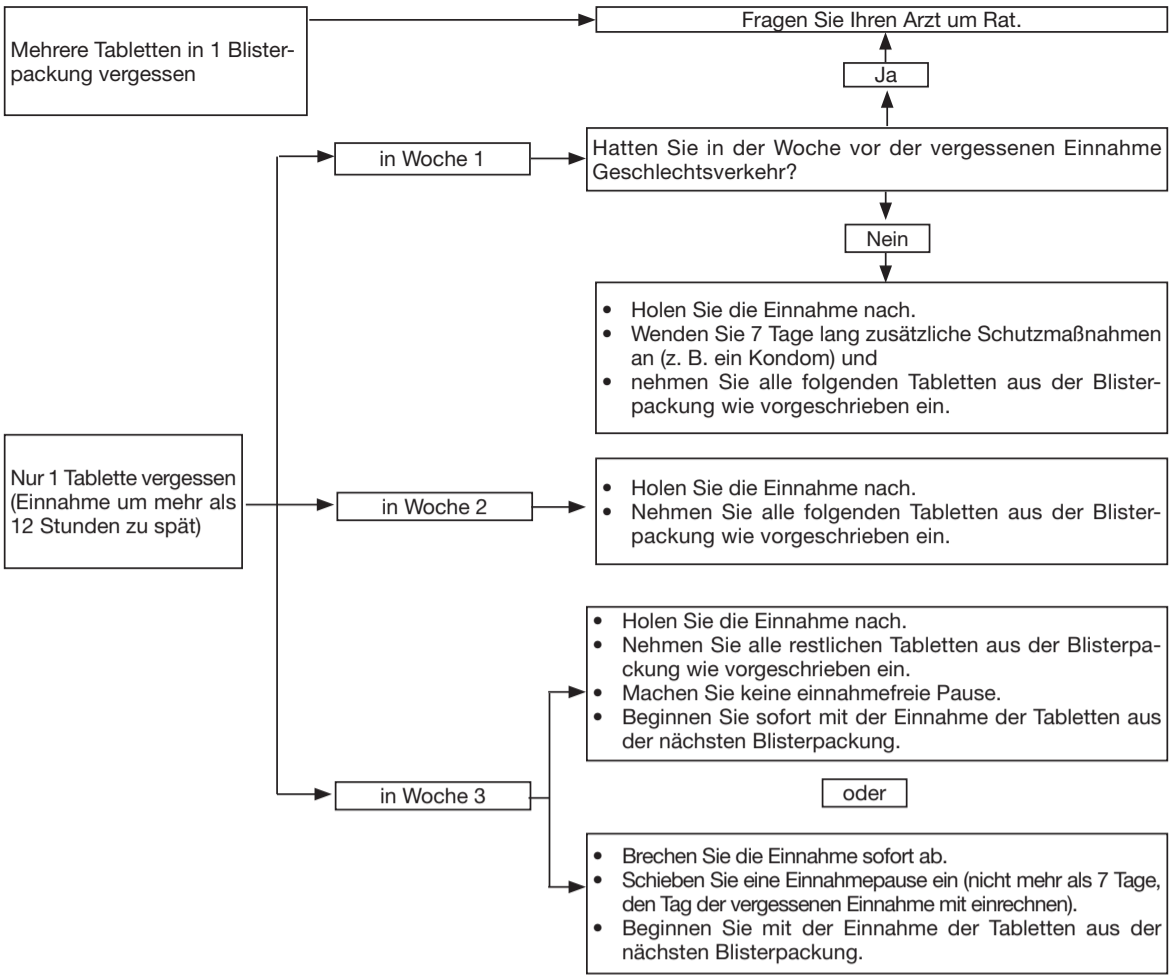 Mehrere Tabletten in 1 Blister-
packung vergessen
Fragen Sie Ihren Arzt um Rat.
Ja
in Woche 1
Hatten Sie in der Woche vor der vergessenen Einnahme
Geschlechtsverkehr?
Nein
• Holen Sie die Einnahme nach.
• Wenden Sie 7 Tage lang zusätzliche Schutzmaßnahmen
an (z. B. ein Kondom) und
• nehmen Sie alle folgenden Tabletten aus der Blister-
packung wie vorgeschrieben ein.
Nur 1 Tablette vergessen
(Einnahme um mehr als
12 Stunden zu spät)
in Woche 2
• Holen Sie die Einnahme nach.
• Nehmen Sie alle folgenden Tabletten aus der Blister-
packung wie vorgeschrieben ein.
• Holen Sie die Einnahme nach.
• Nehmen Sie alle restlichen Tabletten aus der Blisterpa-
ckung wie vorgeschrieben ein.
• Machen Sie keine einnahmefreie Pause.
• Beginnen Sie sofort mit der Einnahme der Tabletten aus
der nächsten Blisterpackung.
in Woche 3
oder
• Brechen Sie die Einnahme sofort ab.
• Schieben Sie eine Einnahmepause ein (nicht mehr als 7 Tage,
den Tag der vergessenen Einnahme mit einrechnen).
• Beginnen Sie mit der Einnahme der Tabletten aus der
nächsten Blisterpackung.